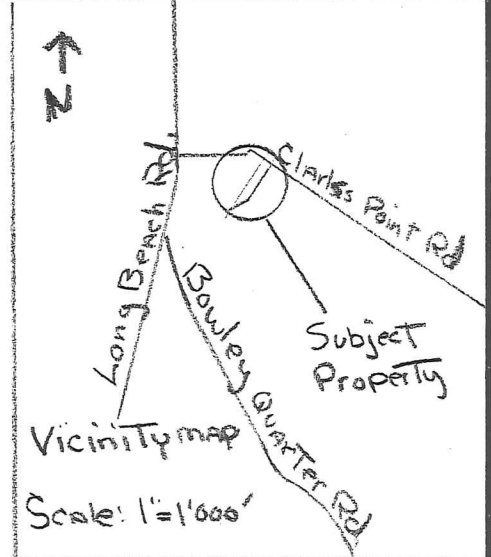 N
Long Beach Rd.
Clarks Point Rd
Bowley Quarter Rd
Subject
Property
Vicinity map
Scale: 1"=1'000'